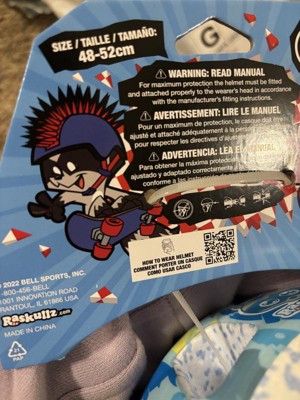 SIZE / TAILLE / TAMAÑO:
48-52cm
G
WARNING: READ MANUAL
For maximum protection the helmet must be fitted
and attached properly to the wearer's head in accordance
with the manufacturer's fitting instructions.
AVERTISSEMENT: LIRE LE MANUEL
Pour un maximum de protection, le casque doit être
ajusté et attaché adéquatement à la
pour respecter les directives
ADVERTENCIA: LEA EL MANUAL
Para obtener la máxima
ajustado y adaptado correctamente
conforme a las
HOW TO WEAR HELMET
COMMENT PORTER UN CASQUE
COMO USAR CASCO
2022 BELL SPORTS, INC.
-800-456-BELL
1001 INNOVATION ROAD
RANTOUL, IL 61866 USA
Raskullz.com
MADE IN CHINA
21
PAP